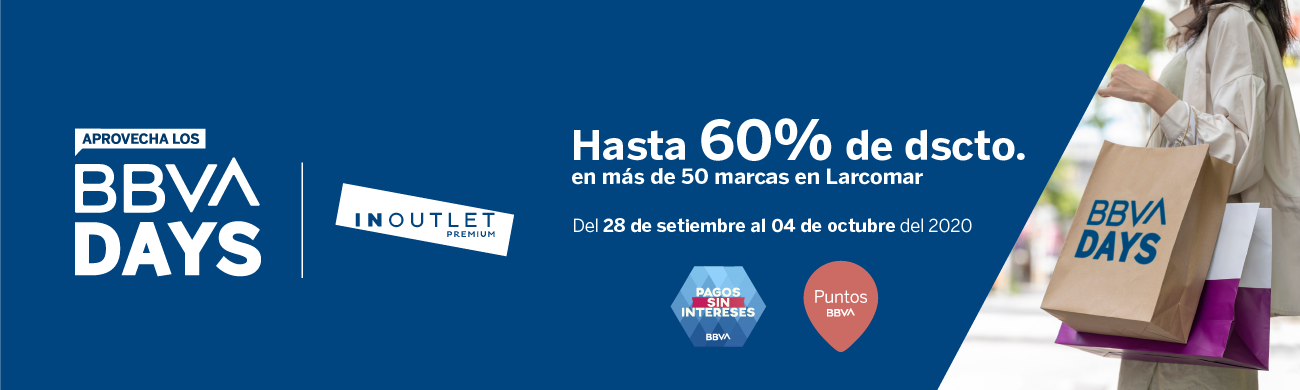 APROVECHA LOS
BBVA
DAYS
INOUTLET
PREMIUM
Hasta 60% de dscto.
en más de 50 marcas en Larcomar
Del 28 de setiembre al 04 de octubre del 2020
PAGOS
SIN
INTERESES
BBVA
Puntos
BBVA
BBVA
DAYS